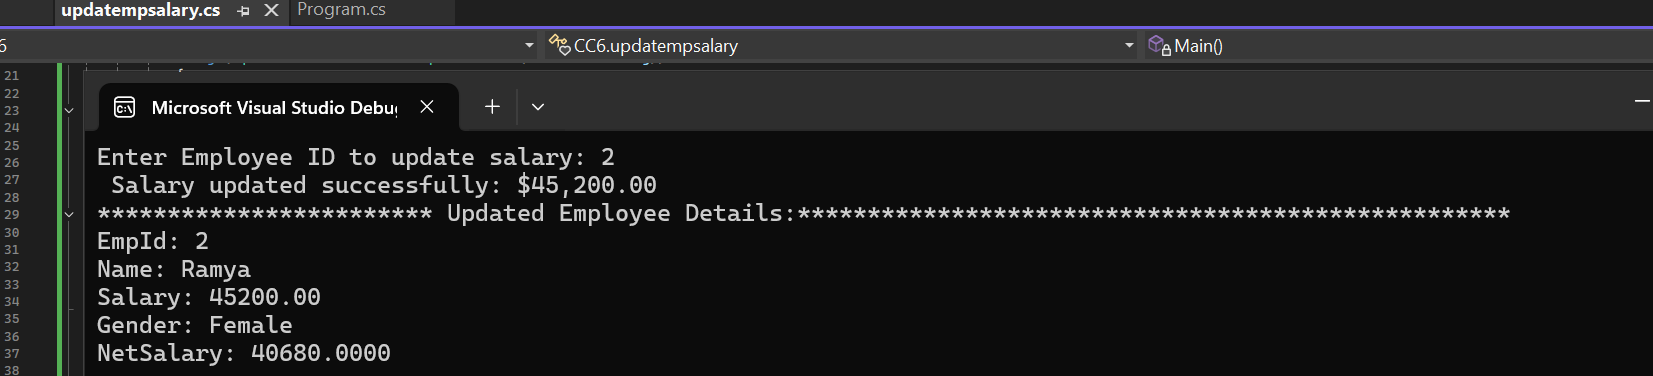 updatempsalary.cs
Program.cs
6
CC6.updatempsalary
Main()
21
22
23
24
25
26
27
28
29
30
31
32
33
34
35
36
37
38
Microsoft Visual Studio Debu
Enter Employee ID to update salary: 2
Salary updated successfully: $45,200.00
************************ Updated Employee Details:***************************************************
EmpId: 2
Name: Ramya
Salary: 45200.00
Gender: Female
NetSalary: 40680.0000